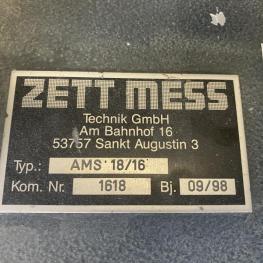 ZETT MESS
Technik GmbH
Am Bahnhof 16
53757 Sankt Augustin 3
Typ.: AMS 18/16
Kom. Nr. 1618 Bj. 09/98